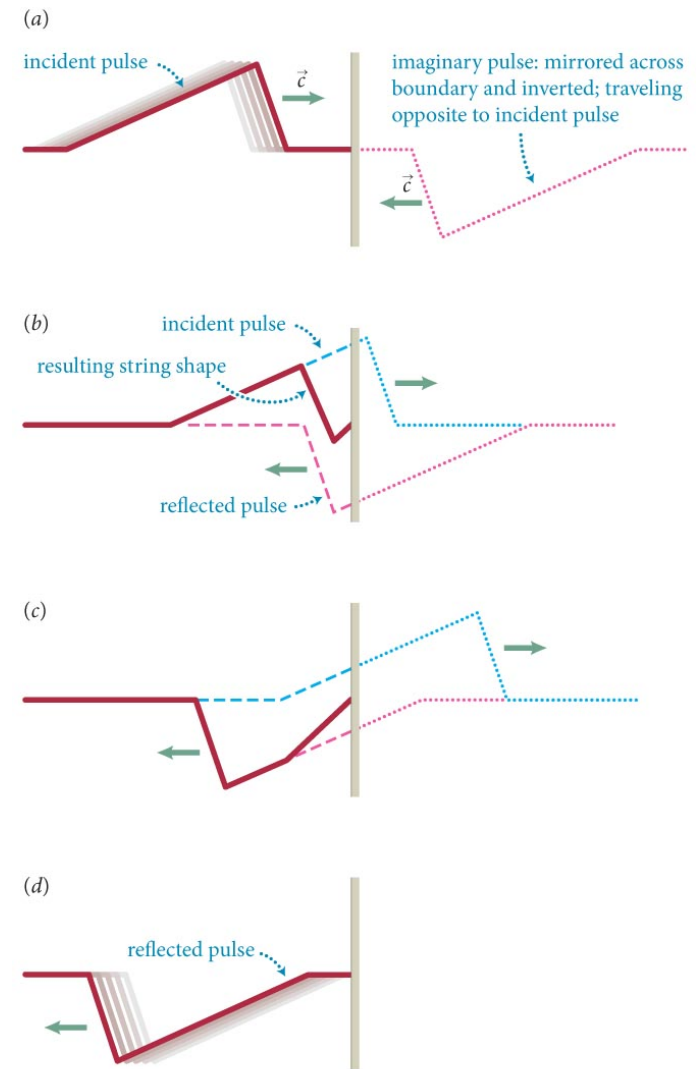 (a)
incident pulse
c
imaginary pulse: mirrored across
boundary and inverted; traveling
opposite to incident pulse
c
(b)
incident pulse
resulting string shape
reflected pulse
(c)
(d)
reflected pulse